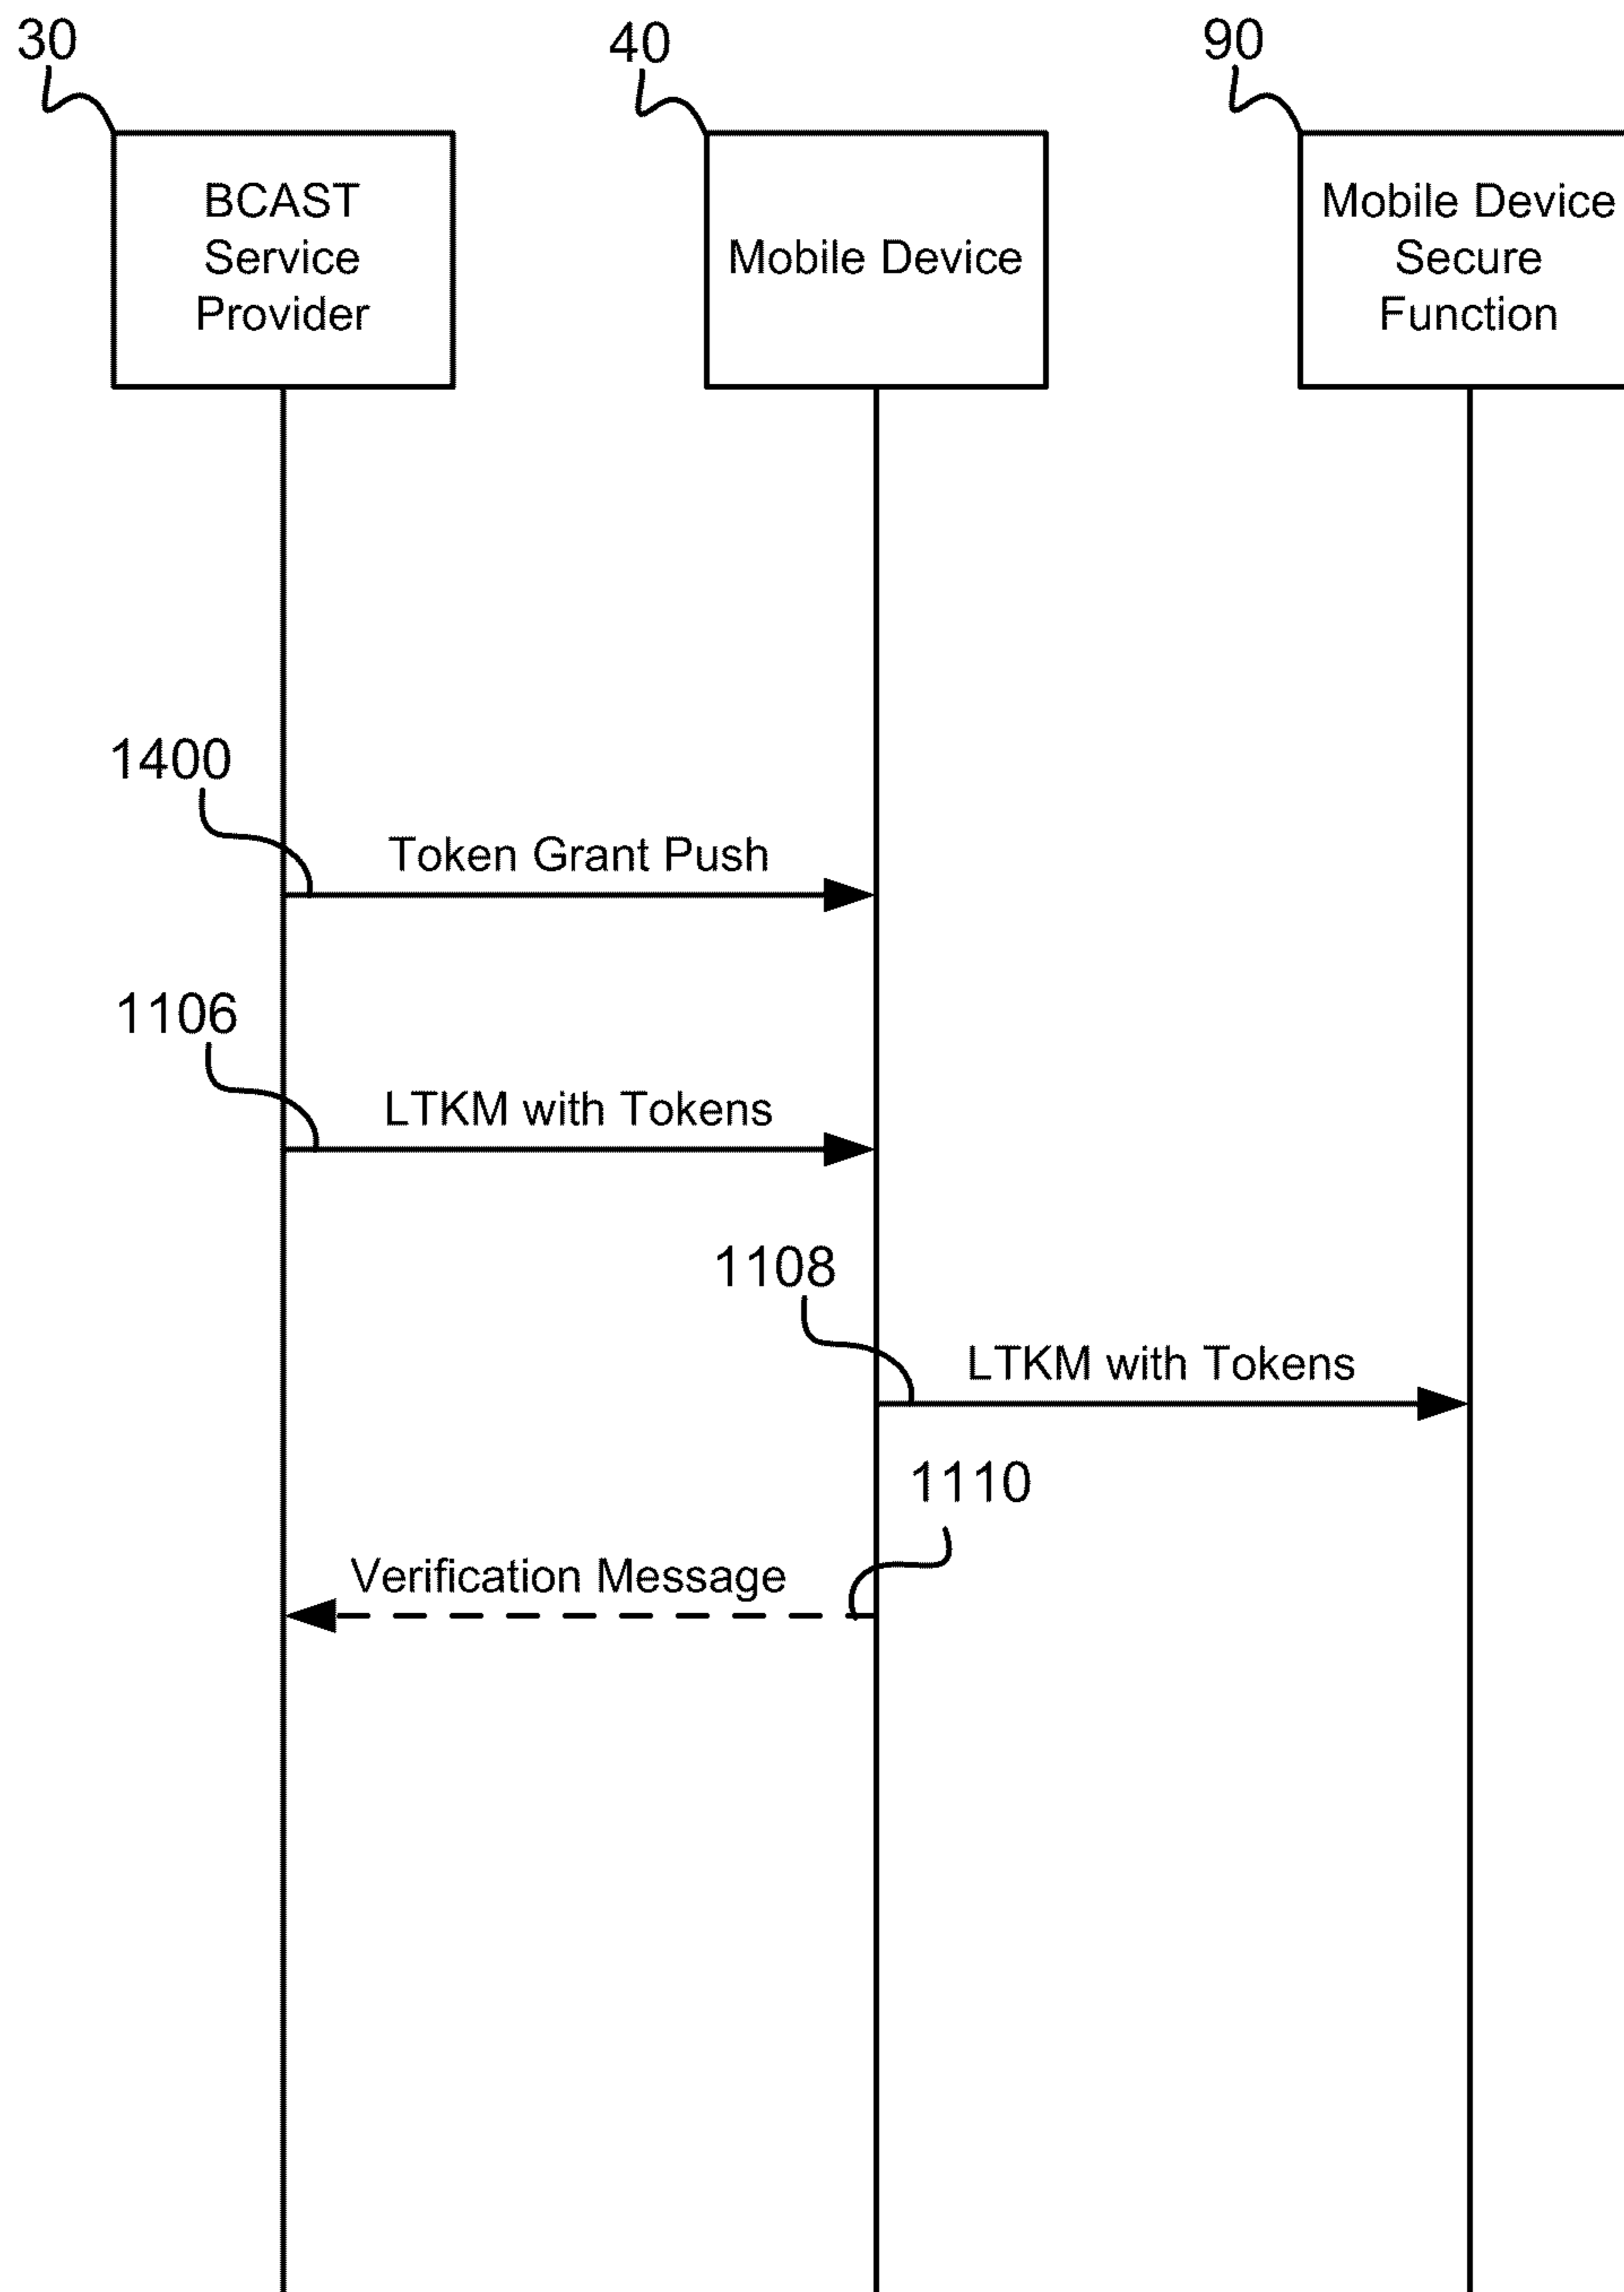 30
40
90
BCAST
Service
Provider
Mobile Device
Mobile Device
Secure
Function
1400
Token Grant Push
1106
LTKM with Tokens
1108
LTKM with Tokens
1110
Verification Message